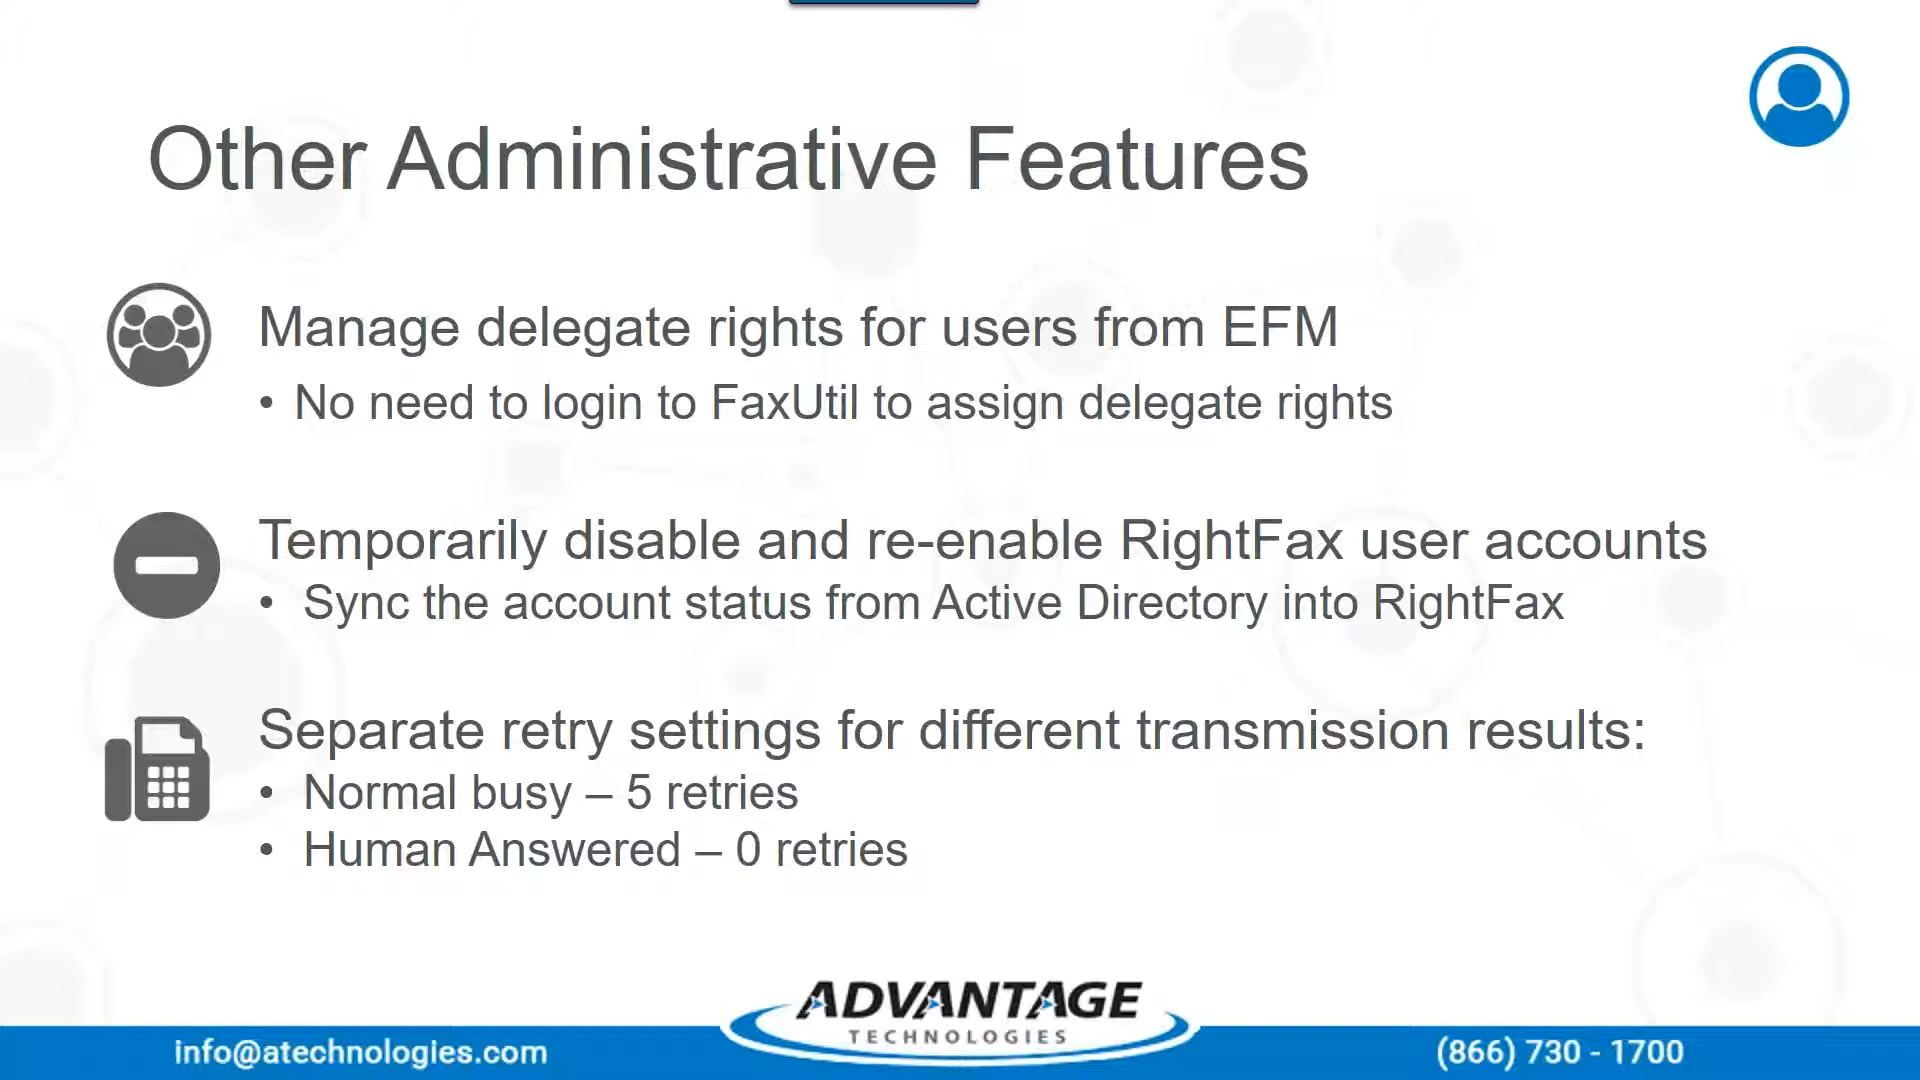 Other Administrative Features
Manage delegate rights for users from EFM
• No need to login to FaxUtil to assign delegate rights
Temporarily disable and re-enable RightFax user accounts
• Sync the account status from Active Directory into RightFax
Separate retry settings for different transmission results:
• Normal busy – 5 retries
• Human Answered – 0 retries
ADVANTAGE
TECHNOLOGIES
info@atechnologies.com
(866) 730 - 1700